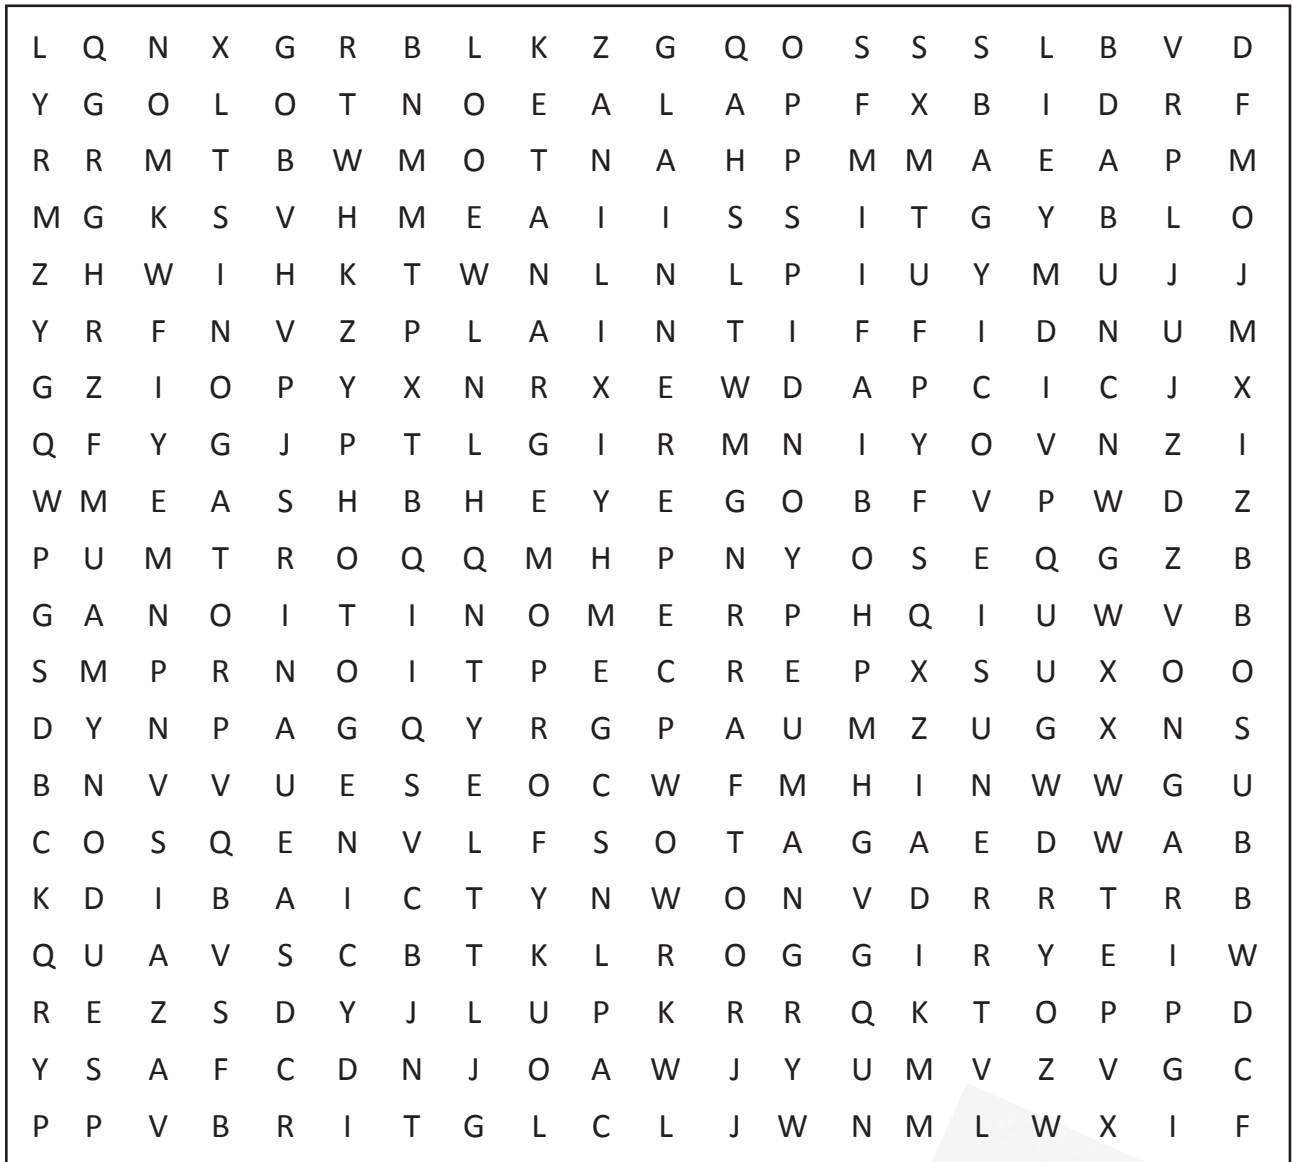 L Q N X G R B L K Z G Q O S S S L B V D
Y G O L O T N O E A L A P F X B I D R F
R R M T B W M O T N A H P M M A E A P M
M G K S V H M E A I I S S I T G Y B L O
Z H W I H K T W N L N L P I U Y M U J J
Y R F N V Z P L A I N T I F F I D N U M
G Z I O P Y X N R X E W D A P C I C J X
Q F Y G J P T L G I R M N I Y O V N Z I
W M E A S H B H E Y E G O B F V P W D Z
P U M T R O Q Q M H P N Y O S E Q G Z B
G A N O I T I N O M E R P H Q I U W V B
S M P R N O I T P E C R E P X S U X O O
D Y N P A G Q Y R G P A U M Z U G X N S
B N V V U E S E O C W F M H I N W W G U
C O S Q E N V L F S O T A G A E D W A B
K D I B A I C T Y N W O N V D R R T R B
Q U A V S C B T K L R O G G I R Y E I W
R E Z S D Y J L U P K R R Q K T O P P D
Y S A F C D N J O A W J Y U M V Z V G C
P P V B R I T G L C L J W N M L W X I F